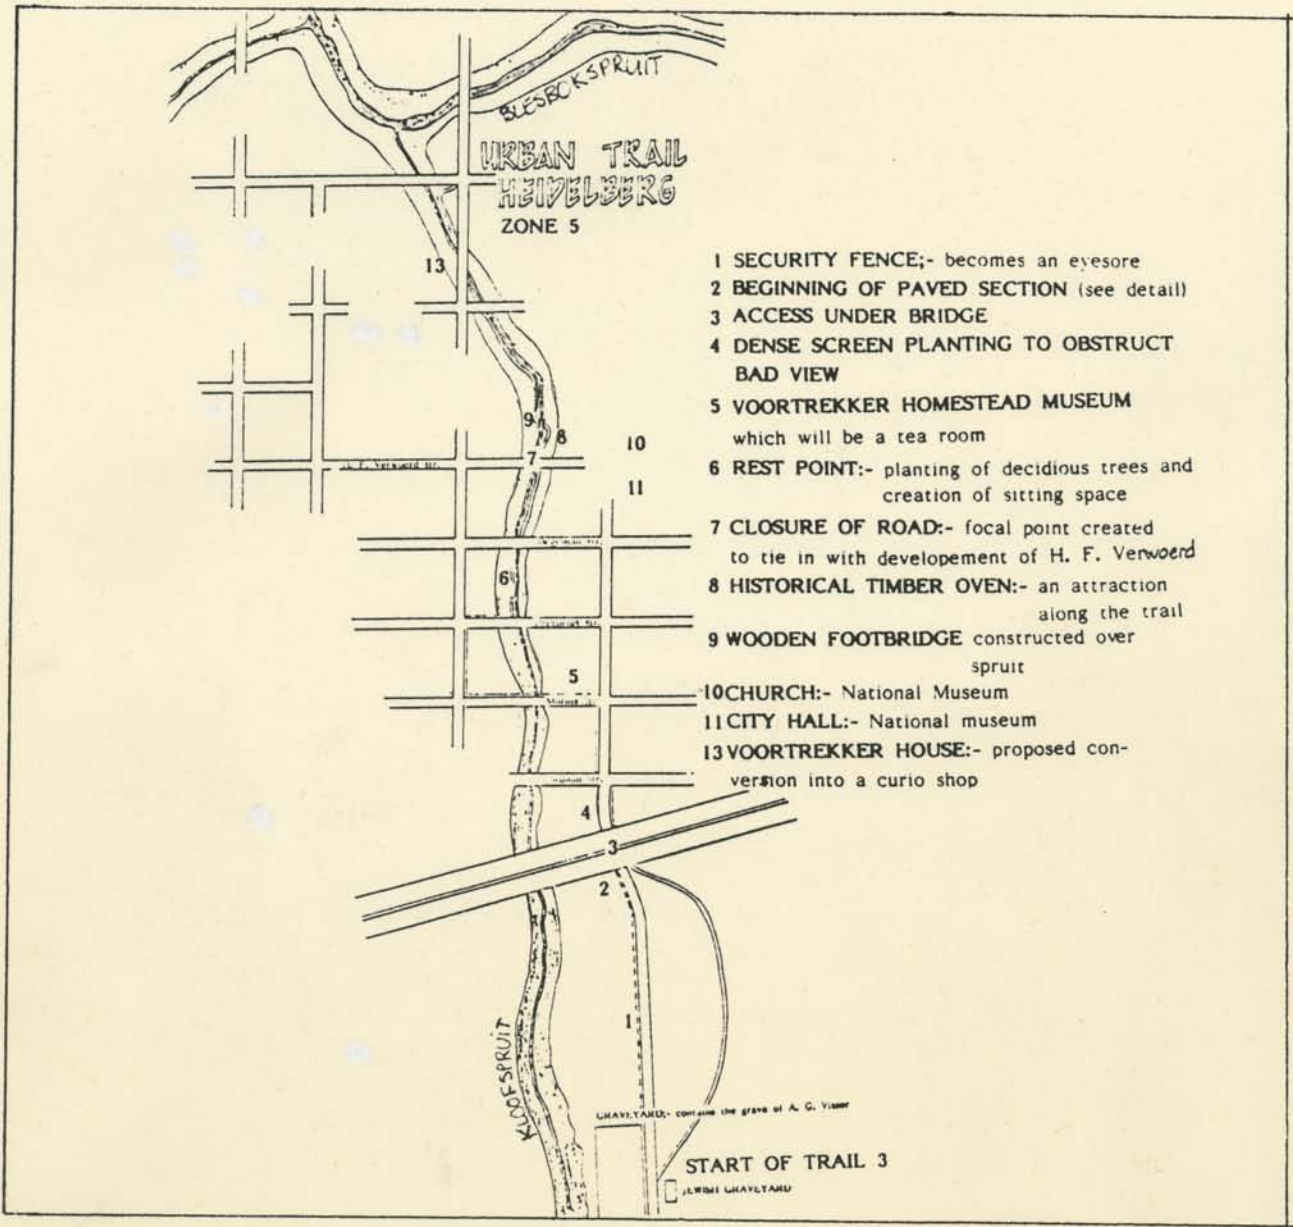 BLESBOKSPRUIT
URBAN TRAIL
HEIDELBERG
ZONE 5
1 SECURITY FENCE;- becomes an eyesore
2 BEGINNING OF PAVED SECTION (see detail)
3 ACCESS UNDER BRIDGE
4 DENSE SCREEN PLANTING TO OBSTRUCT
BAD VIEW
5 VOORTREKKER HOMESTEAD MUSEUM
which will be a tea room
6 REST POINT:- planting of decidious trees and
creation of sitting space
7 CLOSURE OF ROAD:- focal point created
to tie in with developement of H. F. Verwoerd
8 HISTORICAL TIMBER OVEN:- an attraction
along the trail
9 WOODEN FOOTBRIDGE constructed over
spruit
10 CHURCH:- National Museum
11 CITY HALL:- National museum
13 VOORTREKKER HOUSE:- proposed con-
version into a curio shop
13
9
8
10
7
F. Verwoerd str.
11
6
5
4
3
2
1
KLOOFSPRUIT
GRAVEYARD;- contains the grave of A. G. Visser
START OF TRAIL 3
JEWISH GRAVEYARD